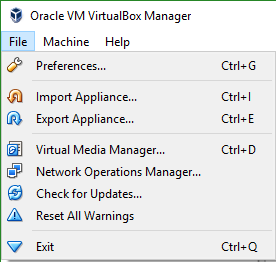 Oracle VM VirtualBox Manager
File Machine Help
Preferences... Ctrl+G
Import Appliance... Ctrl+I
Export Appliance... Ctrl+E
Virtual Media Manager... Ctrl+D
Network Operations Manager...
Check for Updates...
Reset All Warnings
Exit Ctrl+Q